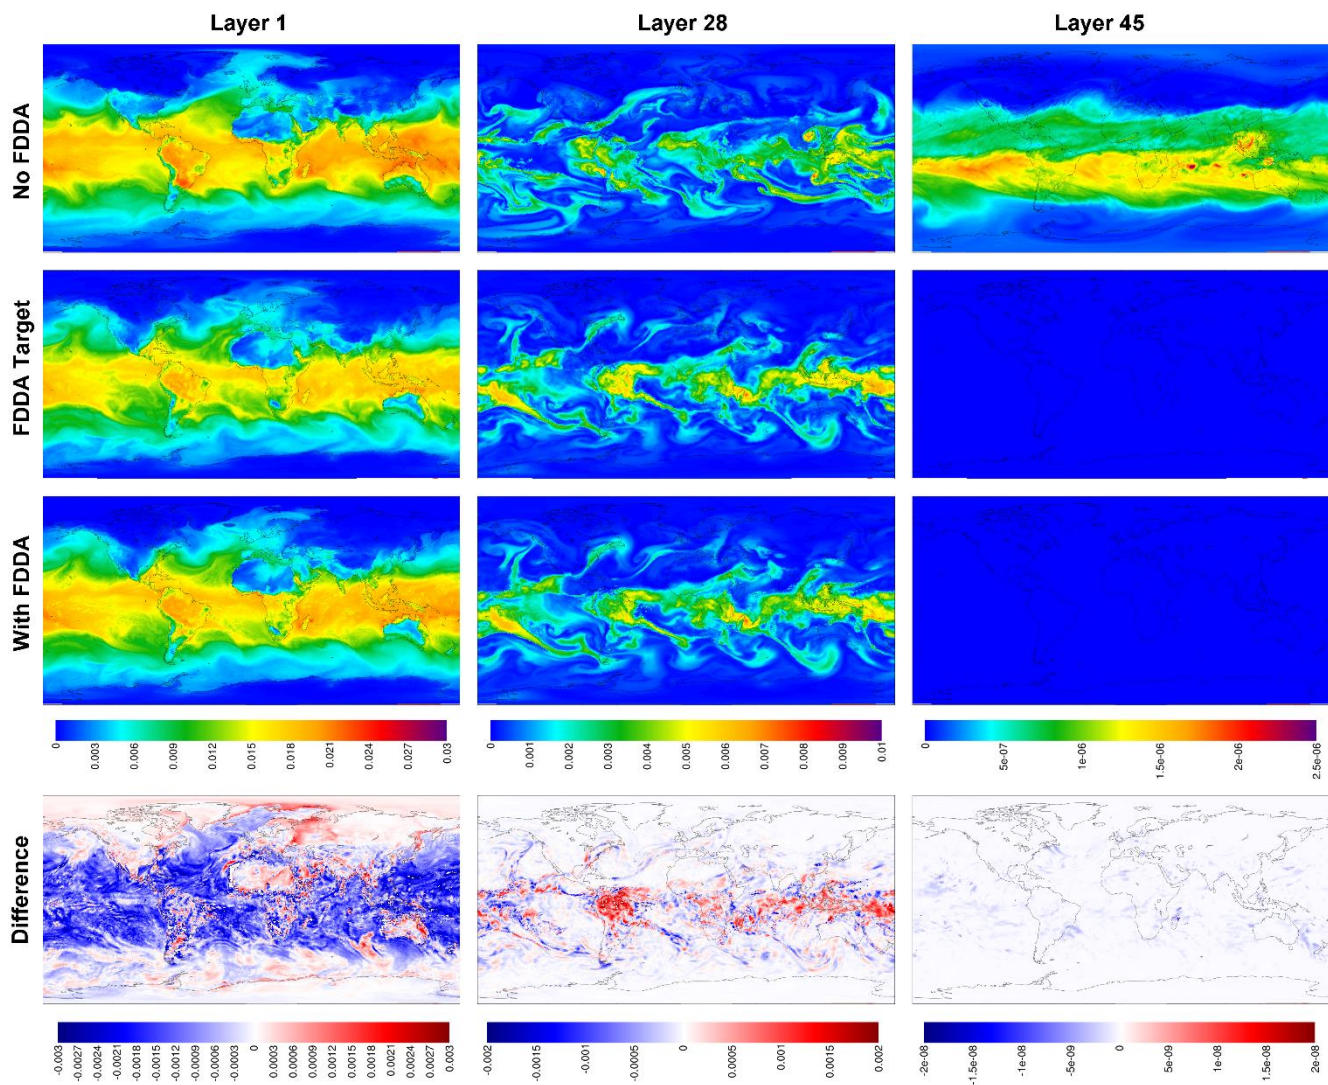 Layer 1
Layer 28
Layer 45
No FDDA
FDDA Target
With FDDA
0 0.003 0.006 0.009 0.012 0.015 0.018 0.021 0.024 0.027 0.03
0 0.001 0.002 0.003 0.004 0.005 0.006 0.007 0.008 0.009 0.01
0 5e-07 1e-06 1.5e-06 2e-06 2.5e-06
Difference
-0.003 -0.0027 -0.0024 -0.0021 -0.0018 -0.0015 -0.0012 -0.0009 -0.0006 -0.0003 0 0.0003 0.0006 0.0009 0.0012 0.0015 0.0018 0.0021 0.0024 0.0027 0.003
-0.002 -0.0015 -0.001 -0.0005 0 0.0005 0.001 0.0015 0.002
-2e-08 -1.5e-08 -1e-08 -5e-09 0 5e-09 1e-08 1.5e-08 2e-08